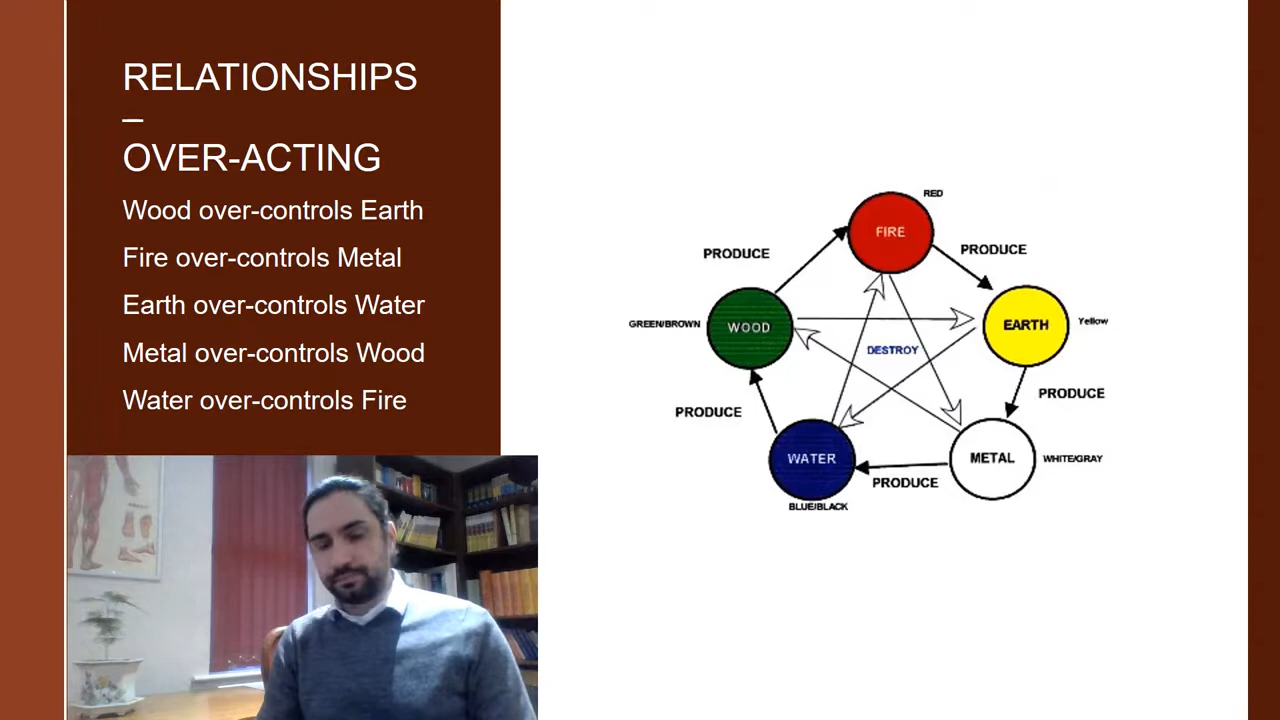 RELATIONSHIPS
–
OVER-ACTING
Wood over-controls Earth
Fire over-controls Metal
Earth over-controls Water
Metal over-controls Wood
Water over-controls Fire
RED
FIRE
PRODUCE
PRODUCE
GREEN/BROWN
WOOD
EARTH
Yellow
DESTROY
PRODUCE
PRODUCE
WATER
METAL
WHITE/GRAY
PRODUCE
BLUE/BLACK